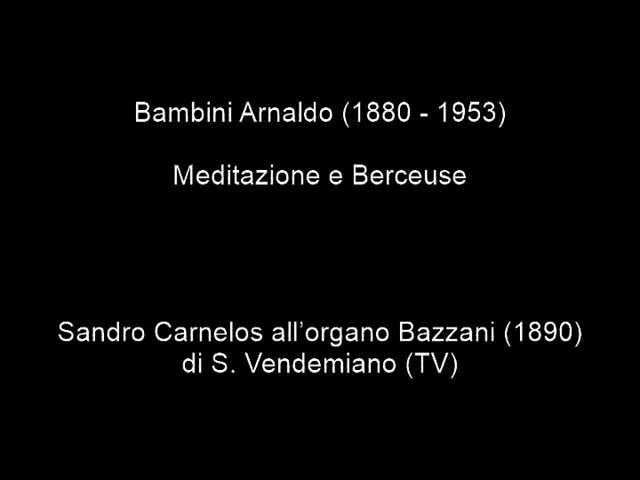 Bambini Arnaldo (1880 - 1953)
Meditazione e Berceuse
Sandro Carnelos all’organo Bazzani (1890)
di S. Vendemiano (TV)